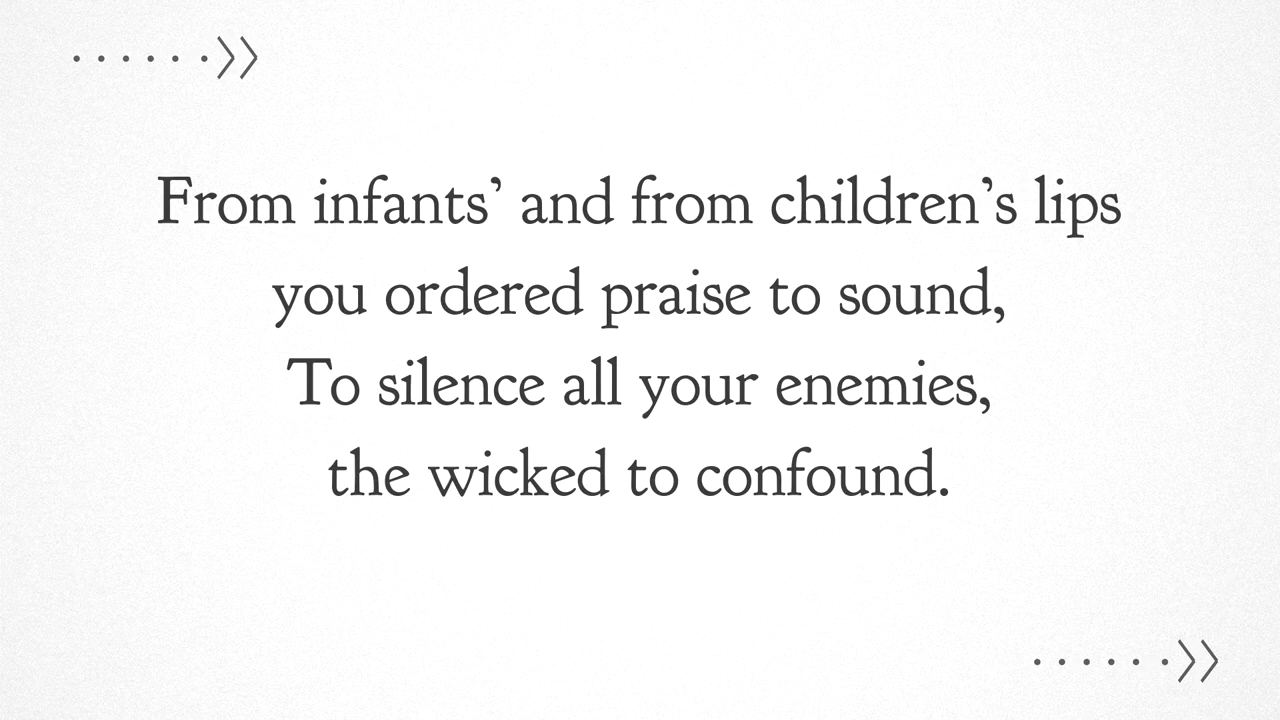 From infants’ and from children’s lips
you ordered praise to sound,
To silence all your enemies,
the wicked to confound.